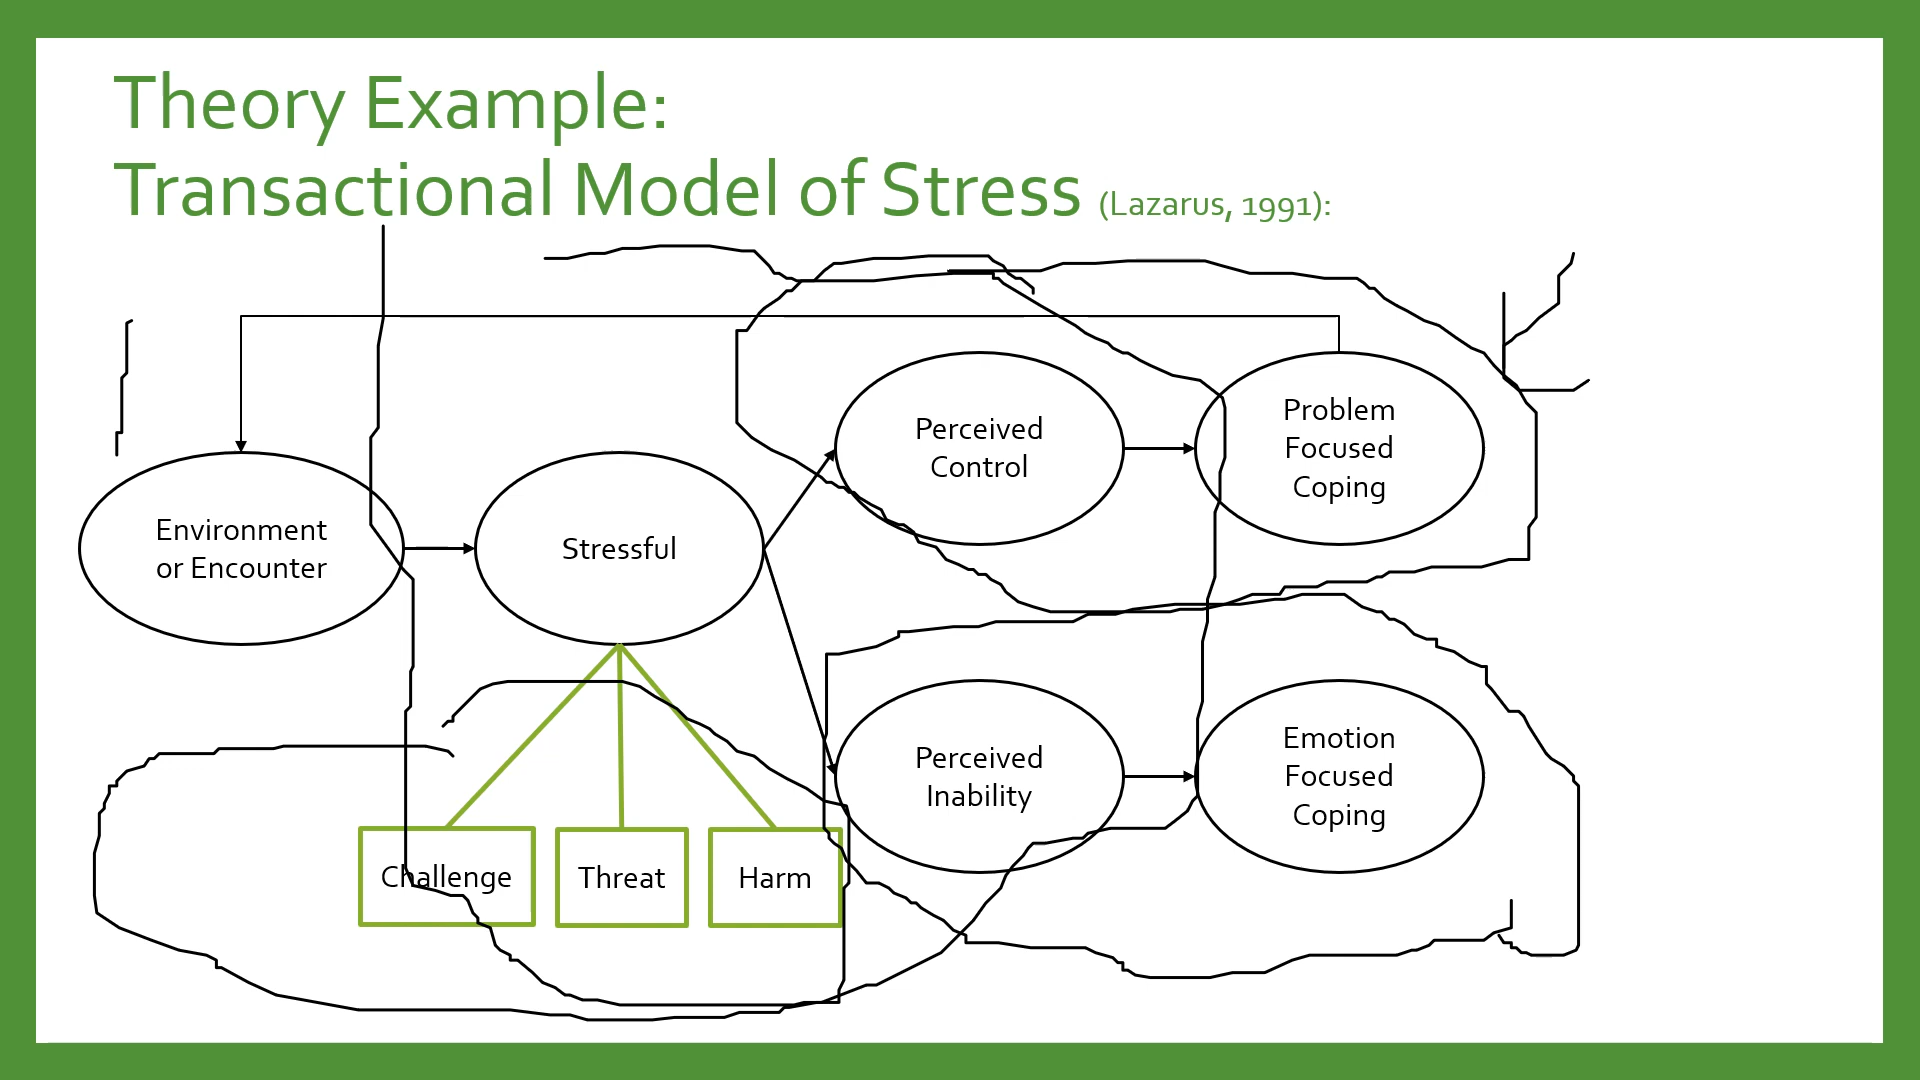 Theory Example:
Transactional Model of Stress (Lazarus, 1991):
Environment
or Encounter
Stressful
Perceived
Control
Problem
Focused
Coping
Perceived
Inability
Emotion
Focused
Coping
Challenge
Threat
Harm